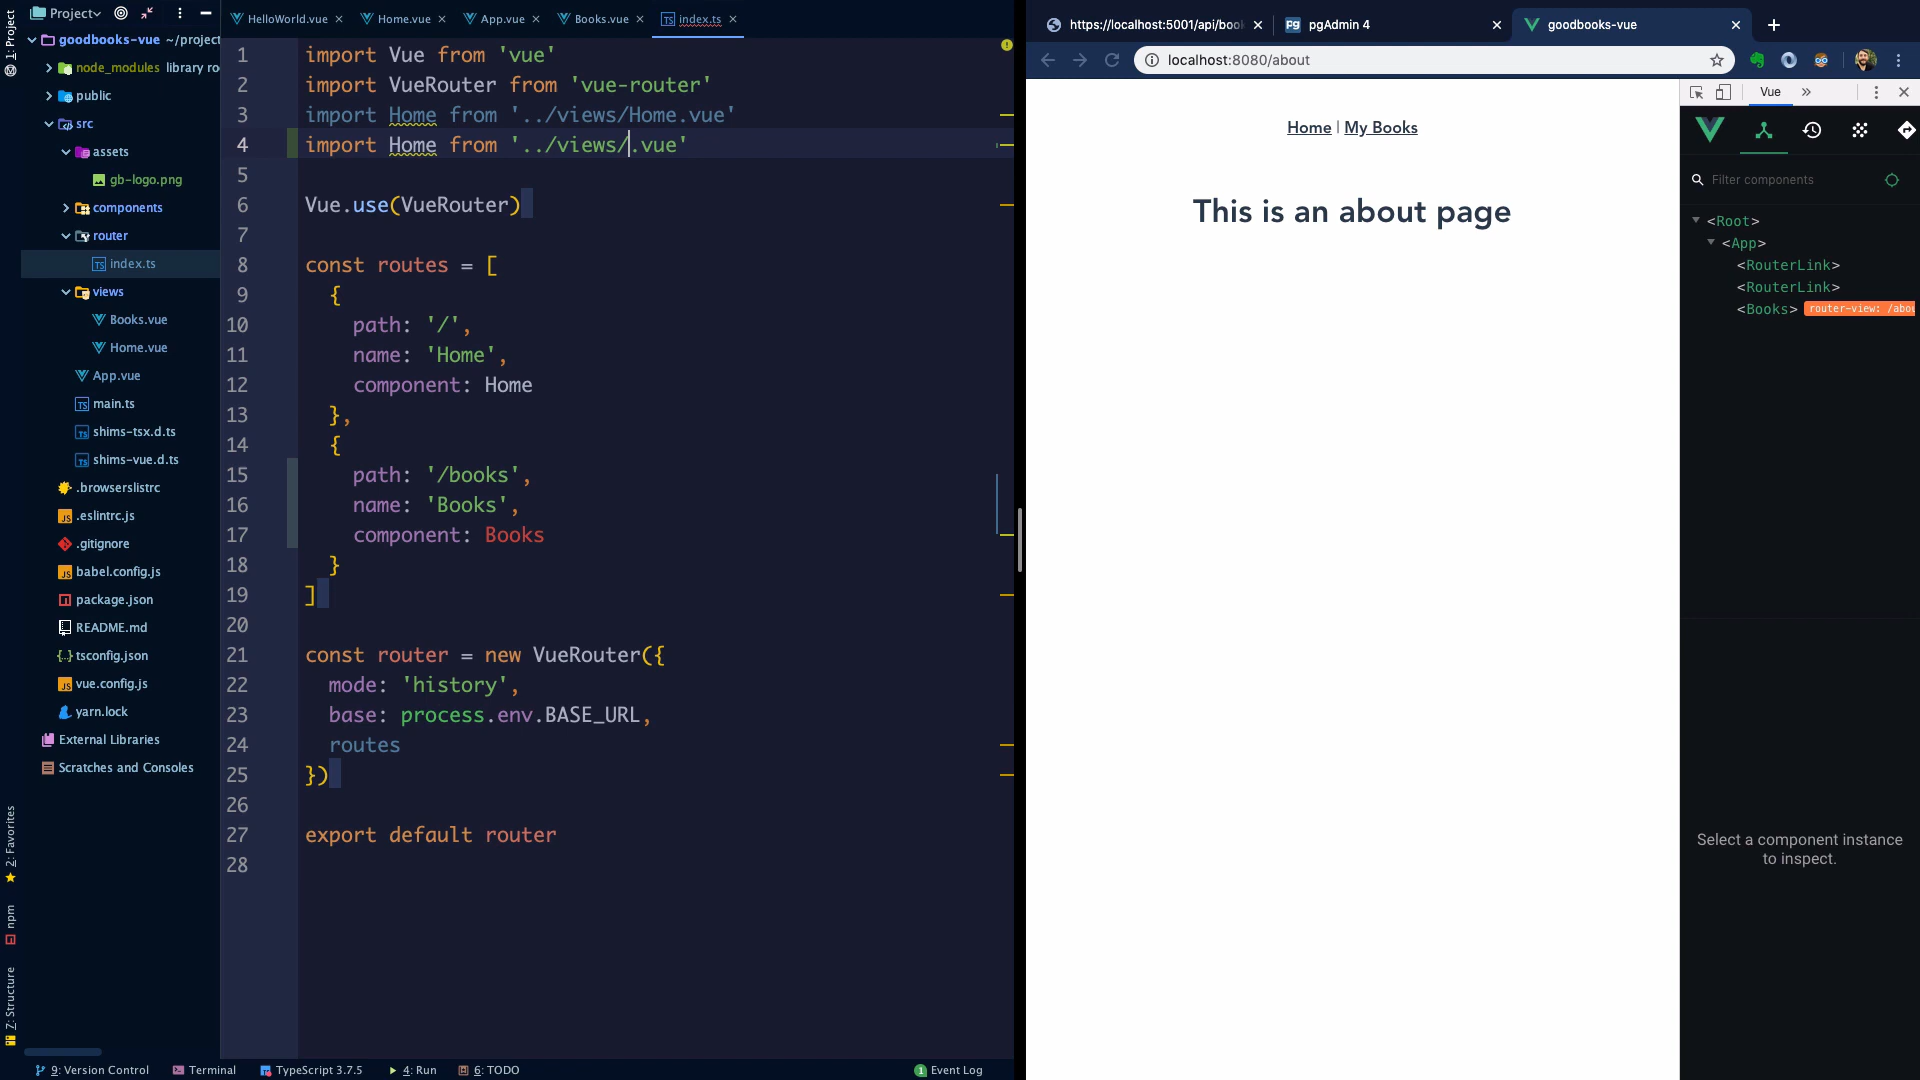 1: Project
Project
HelloWorld.vue
Home.vue
App.vue
Books.vue
index.ts
goodbooks-vue ~/project
node_modules library ro
public
src
assets
gb-logo.png
components
router
index.ts
views
Books.vue
Home.vue
App.vue
main.ts
shims-tsx.d.ts
shims-vue.d.ts
.browserslistrc
.eslintrc.js
.gitignore
babel.config.js
package.json
README.md
tsconfig.json
vue.config.js
yarn.lock
External Libraries
Scratches and Consoles
2: Favorites
npm
Z: Structure
1 import Vue from 'vue'
2 import VueRouter from 'vue-router'
3 import Home from '../views/Home.vue'
4 import Home from '../views/.vue'
5
6 Vue.use(VueRouter)
7
8 const routes = [
9 {
10 path: '/',
11 name: 'Home',
12 component: Home
13 },
14 {
15 path: '/books',
16 name: 'Books',
17 component: Books
18 }
19 ]
20
21 const router = new VueRouter({
22 mode: 'history',
23 base: process.env.BASE_URL,
24 routes
25 })
26
27 export default router
28
9: Version Control
Terminal
TypeScript 3.7.5
4: Run
6: TODO
1 Event Log
https://localhost:5001/api/book
pgAdmin 4
goodbooks-vue
localhost:8080/about
Home | My Books
This is an about page
Vue
Filter components
<Root>
<App>
<RouterLink>
<RouterLink>
<Books> router-view: /abou
Select a component instance
to inspect.